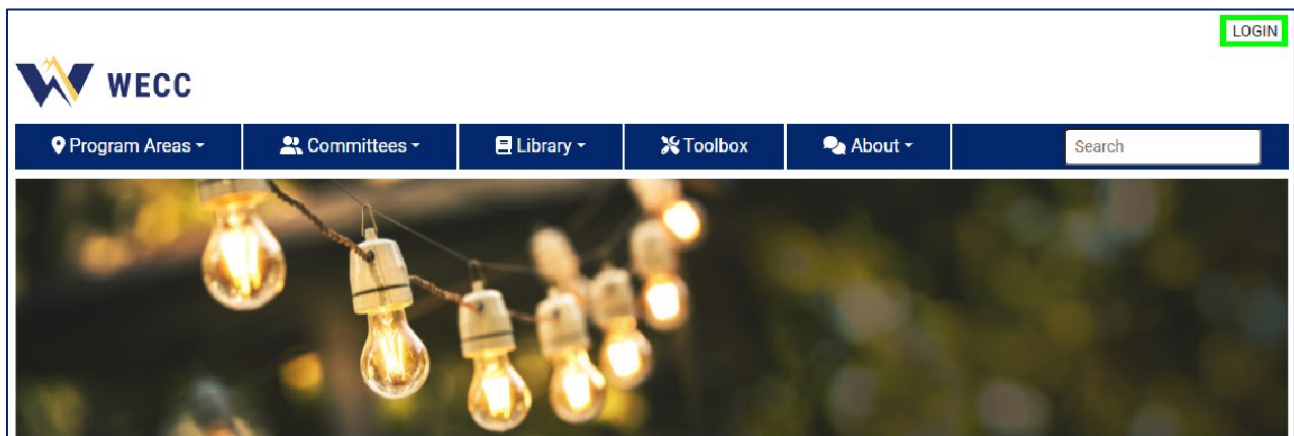 LOGIN
WECC
Program Areas
Committees
Library
Toolbox
About
Search